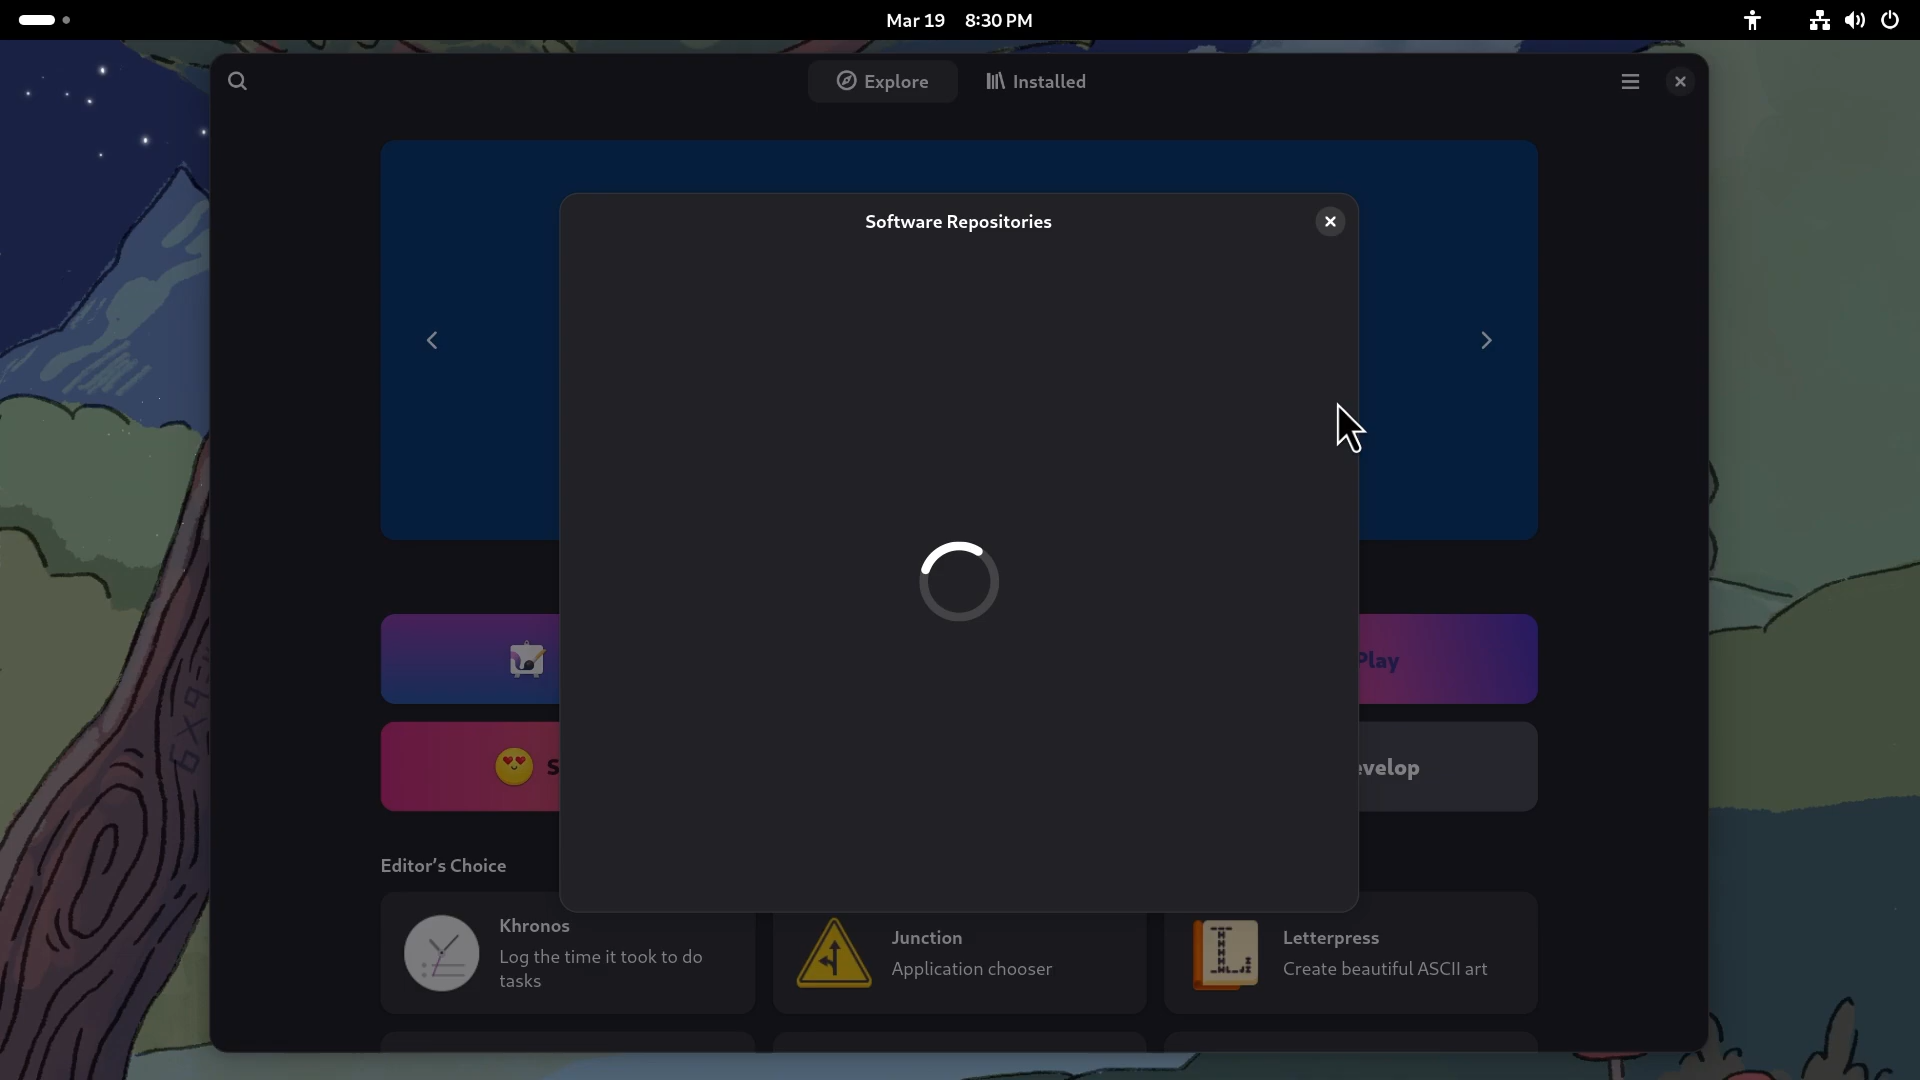 Mar 19 8:30 PM
Explore
Installed
Software Repositories
Play
S
evelop
Editor’s Choice
Khronos
Log the time it took to do
tasks
Junction
Application chooser
Letterpress
Create beautiful ASCII art